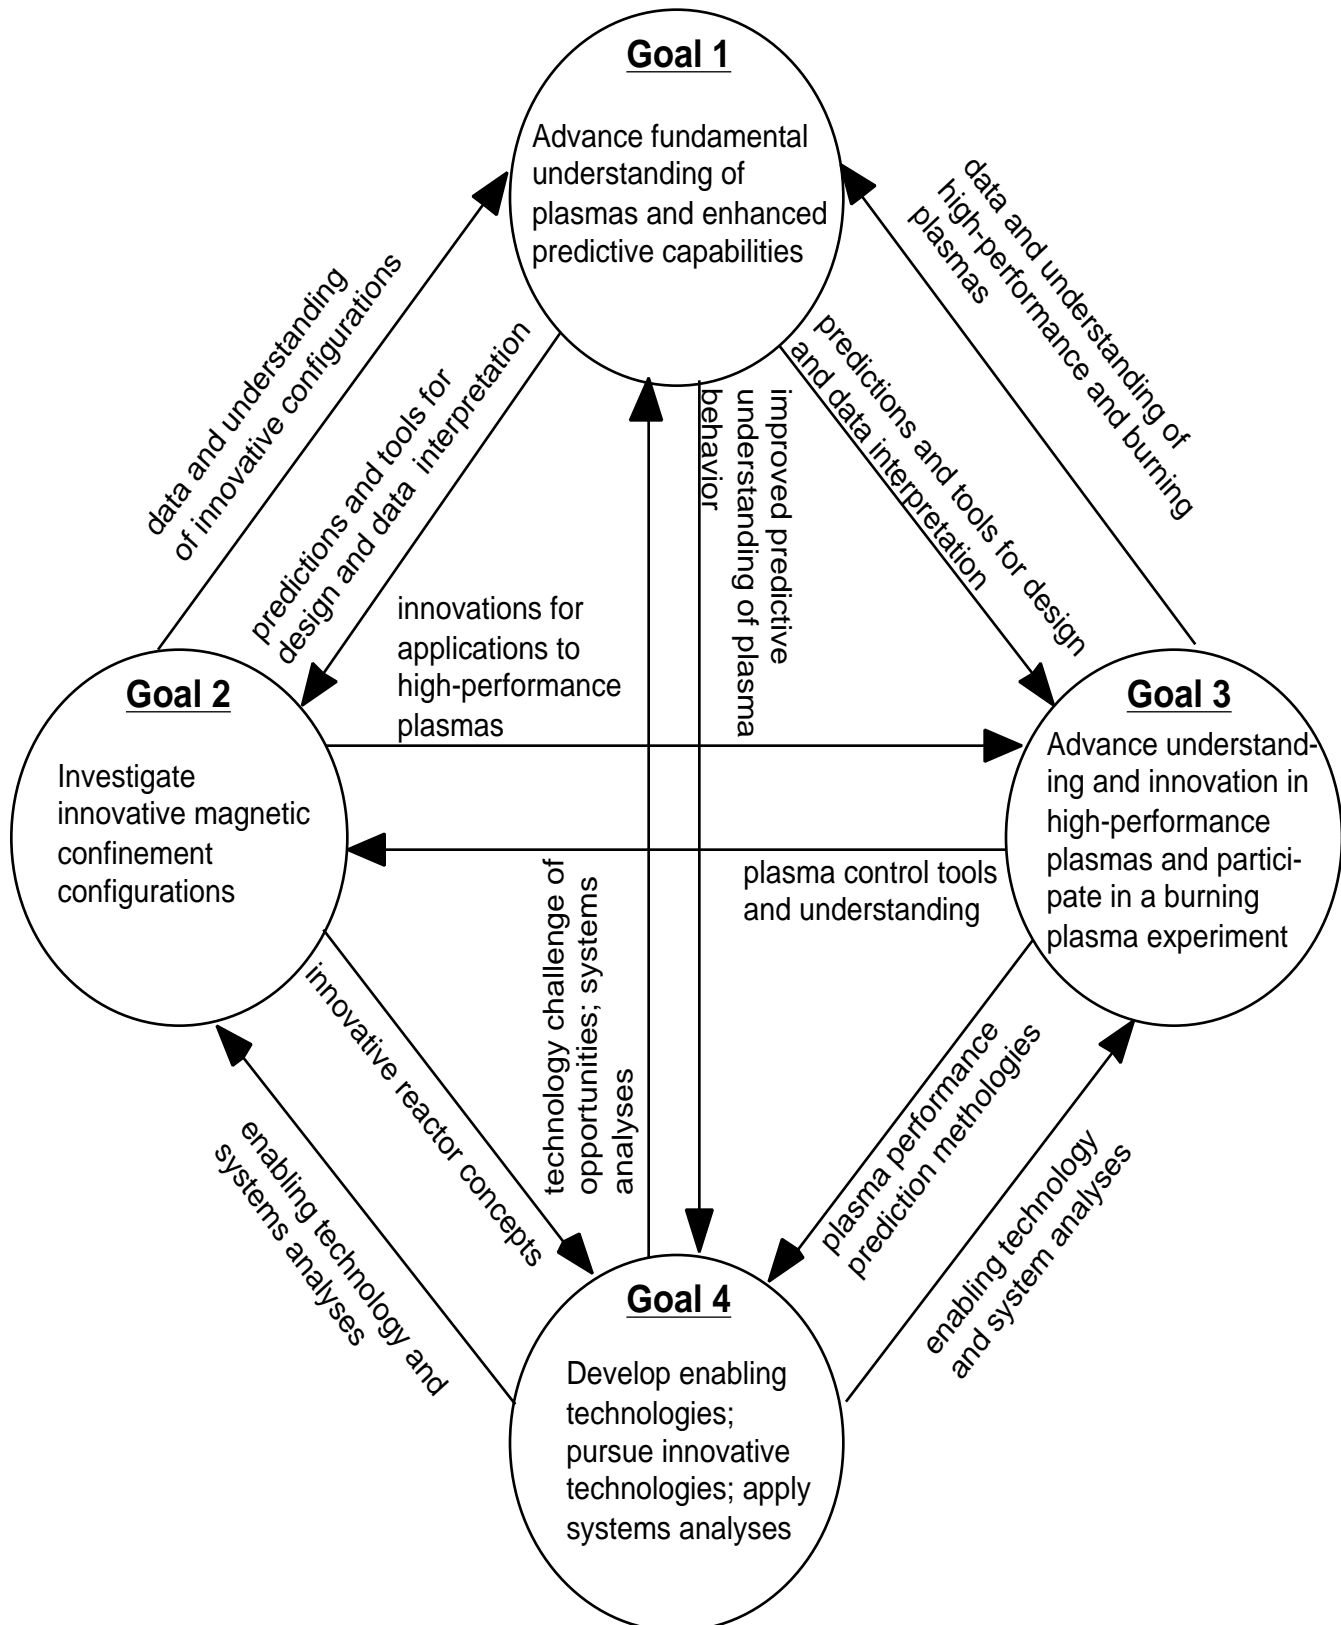 Goal 1
Advance fundamental
understanding of
plasmas and enhanced
predictive capabilities
data and understanding
of innovative configurations
predictions and tools for
design and data interpretation
improved predictive
understanding of plasma
behavior
predictions and tools for design
and data interpretation
data and understanding of
high-performance and burning
plasmas
innovations for
applications to
high-performance
plasmas
Goal 2
Investigate
innovative magnetic
confinement
configurations
Goal 3
Advance understand-
ing and innovation in
high-performance
plasmas and partici-
pate in a burning
plasma experiment
plasma control tools
and understanding
technology challenge of
opportunities; systems
analyses
innovative reactor concepts
enabling technology and
systems analyses
plasma performance
prediction methologies
enabling technology
and system analyses
Goal 4
Develop enabling
technologies;
pursue innovative
technologies; apply
systems analyses